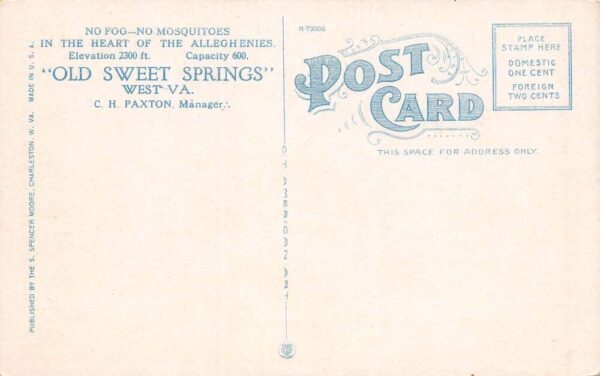 NO FOG—NO MOSQUITOES
IN THE HEART OF THE ALLEGHENIES.
Elevation 2300 ft. Capacity 600.
"OLD SWEET SPRINGS"
WEST VA.
C. H. PAXTON, Manager.
PUBLISHED BY THE S. SPENCER MOORE, CHARLESTON, W. VA. MADE IN U. S. A.
R-73000
POST
CARD
THIS SPACE FOR ADDRESS ONLY.
PLACE
STAMP HERE
DOMESTIC
ONE CENT
FOREIGN
TWO CENTS